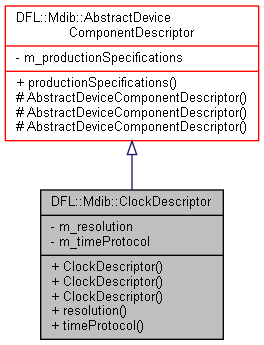 DFL::Mdib::AbstractDevice
ComponentDescriptor
- m_productionSpecifications
+ productionSpecifications()
# AbstractDeviceComponentDescriptor()
# AbstractDeviceComponentDescriptor()
# AbstractDeviceComponentDescriptor()
DFL::Mdib::ClockDescriptor
- m_resolution
- m_timeProtocol
+ ClockDescriptor()
+ ClockDescriptor()
+ ClockDescriptor()
+ resolution()
+ timeProtocol()